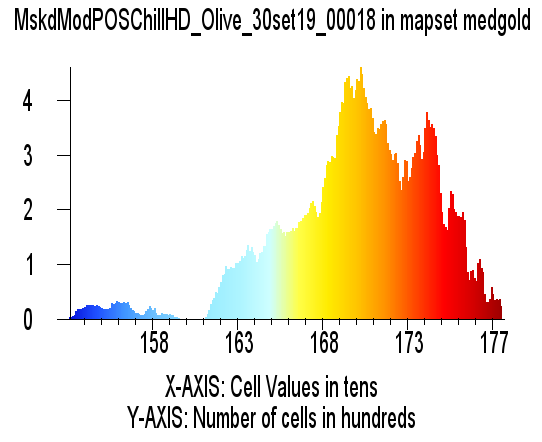 MskdModPOSChillHD_Olive_30set19_00018 in mapset medgold
4
3
2
1
0
158 163 168 173 177
X-AXIS: Cell Values in tens
Y-AXIS: Number of cells in hundreds